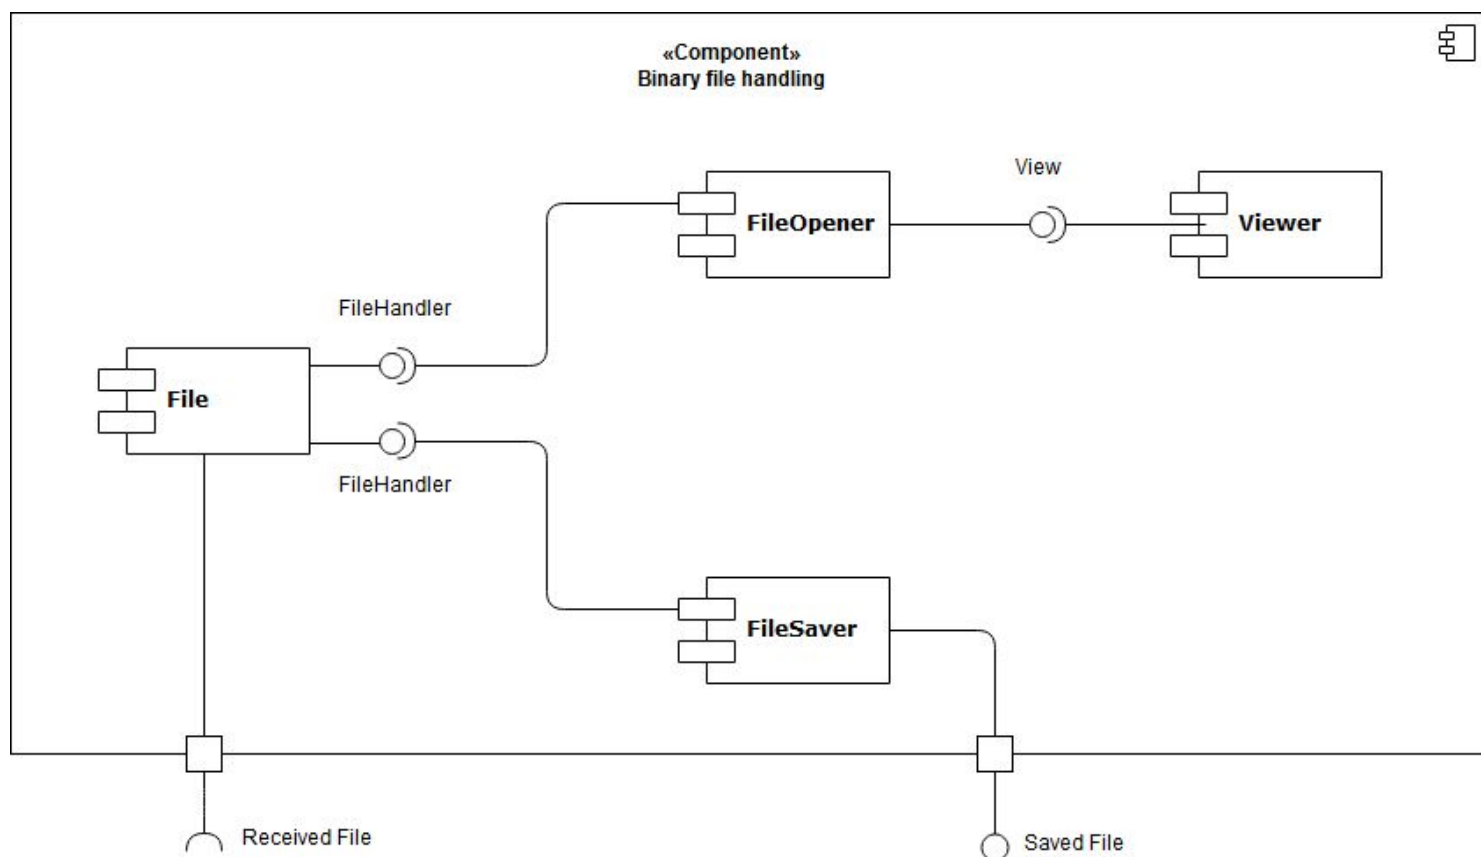 «Component»
Binary file handling
View
FileOpener
Viewer
FileHandler
File
FileHandler
FileSaver
Received File
Saved File